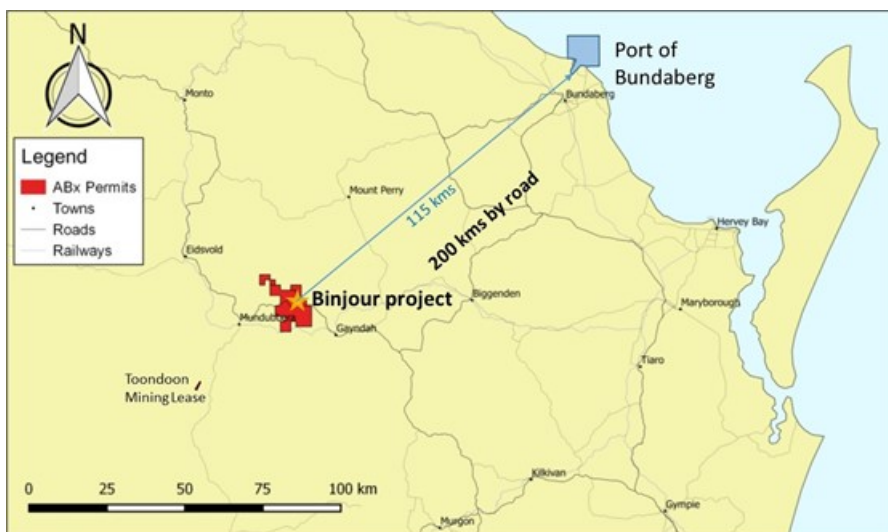 N
Port of
Bundaberg
Monto
Bundaberg
Legend
ABx Permits
Towns
Roads
Railways
Mount Perry
115 kms
200 kms by road
Hervey Bay
Eidsvold
Binjour project
Biggenden
Maryborough
Gayndah
Tiaro
Toondoon
Mining Lease
Kilkivan
0 25 50 75 100 km
Gympie
Murgon